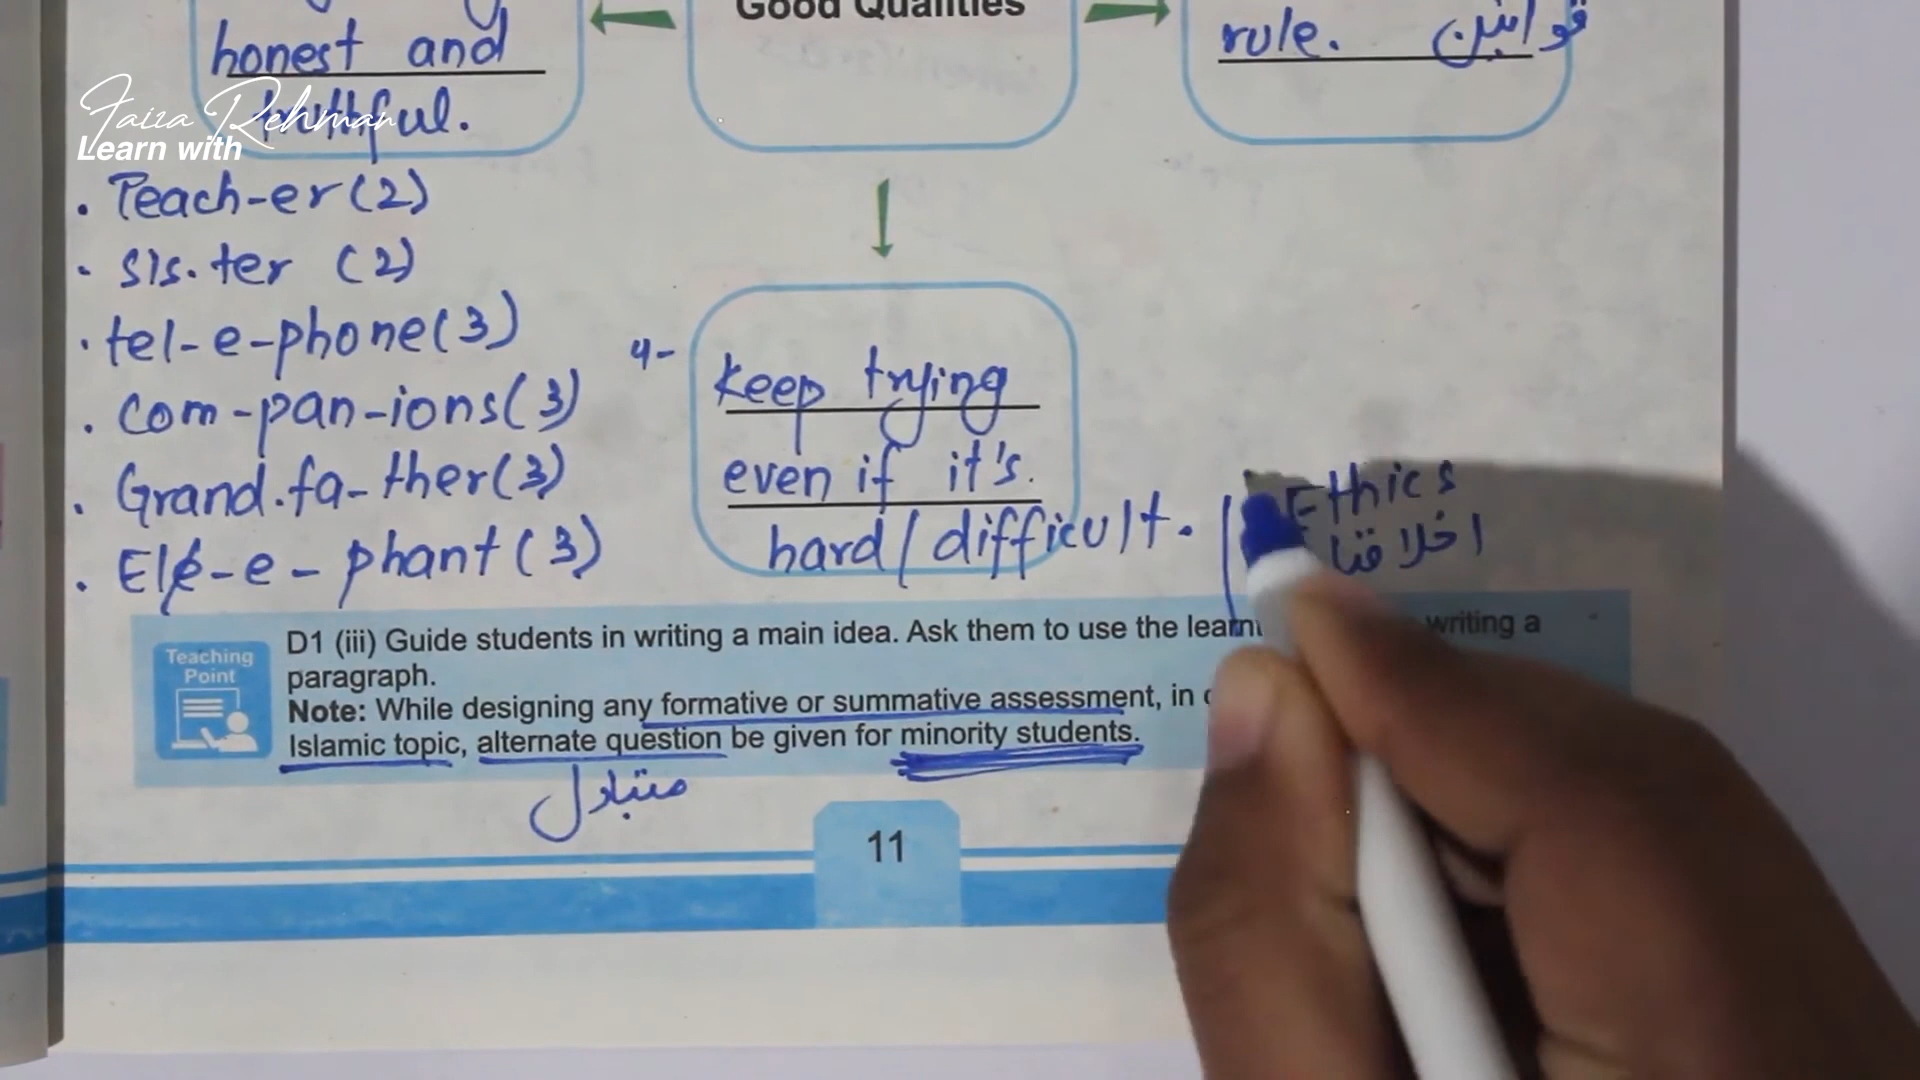 Good Qualities
honest and
truthful.
rule. قوانین
Faiza Rehman
Learn with
. Teach-er (2)
- sis.ter (2)
. tel-e-phone (3)
. Com-pan-ions (3)
. Grand.fa-ther (3)
. Ele-e-phant (3)
4-
Keep trying
even if it's.
hard/difficult.
Ethics
Teaching
Point
D1 (iii) Guide students in writing a main idea. Ask them to use the writing a
paragraph.
Note: While designing any formative or summative assessment, in
Islamic topic, alternate question be given for minority students.
متبادل
11